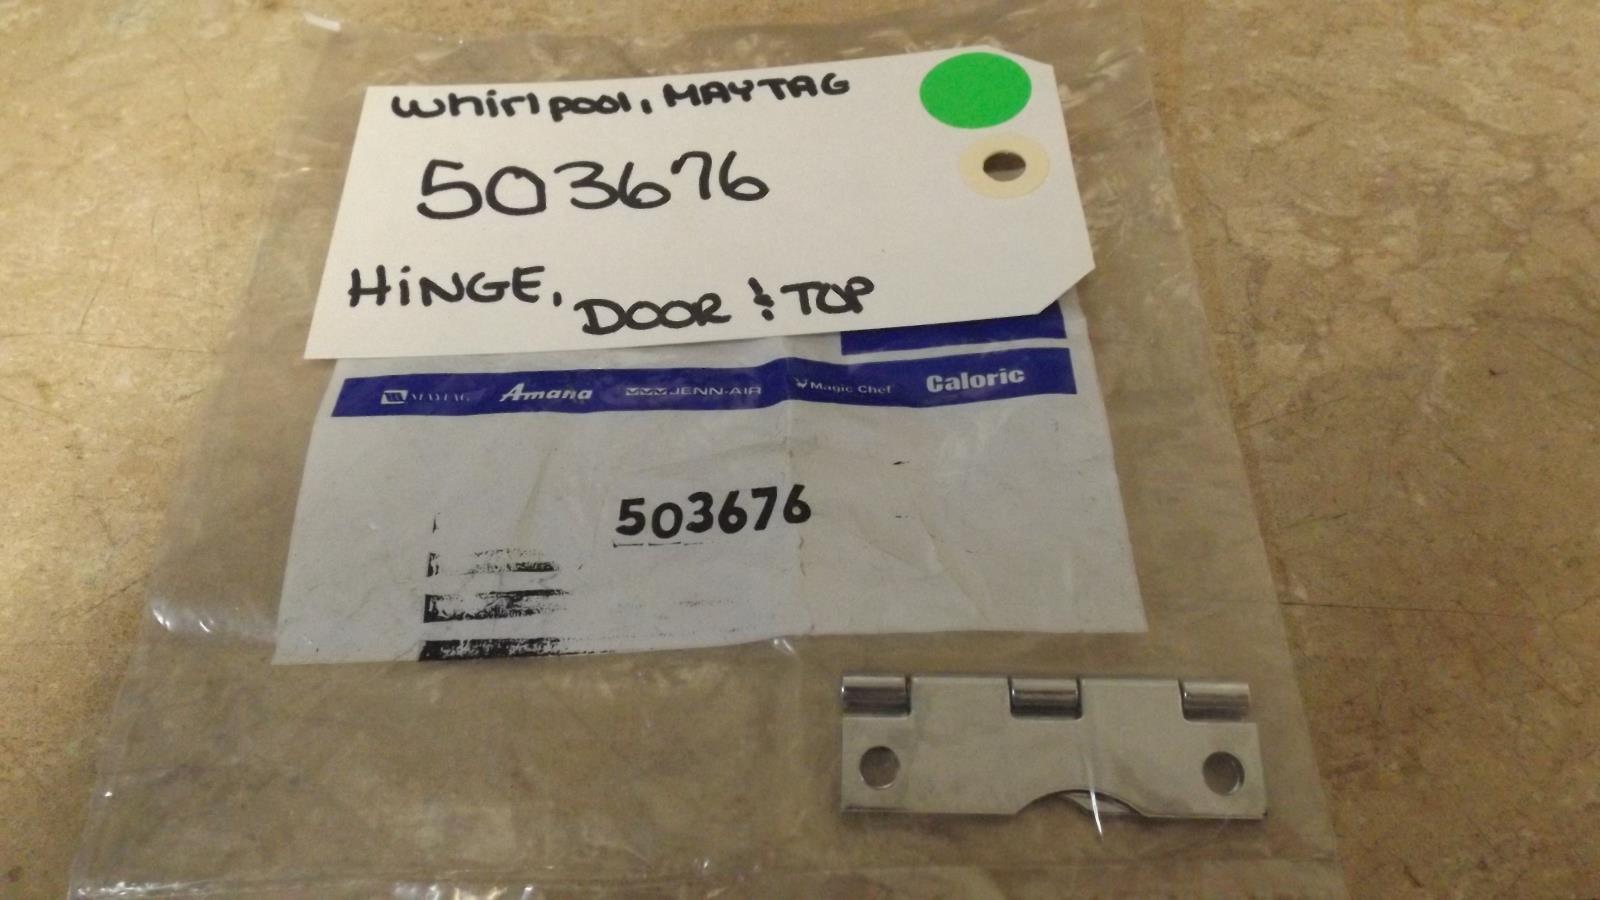 whirlpool, MAYTAG
503676
HiNGE, DOOR & TOP
MAYTAG Amana JENN-AIR Magic Chef Caloric
503676